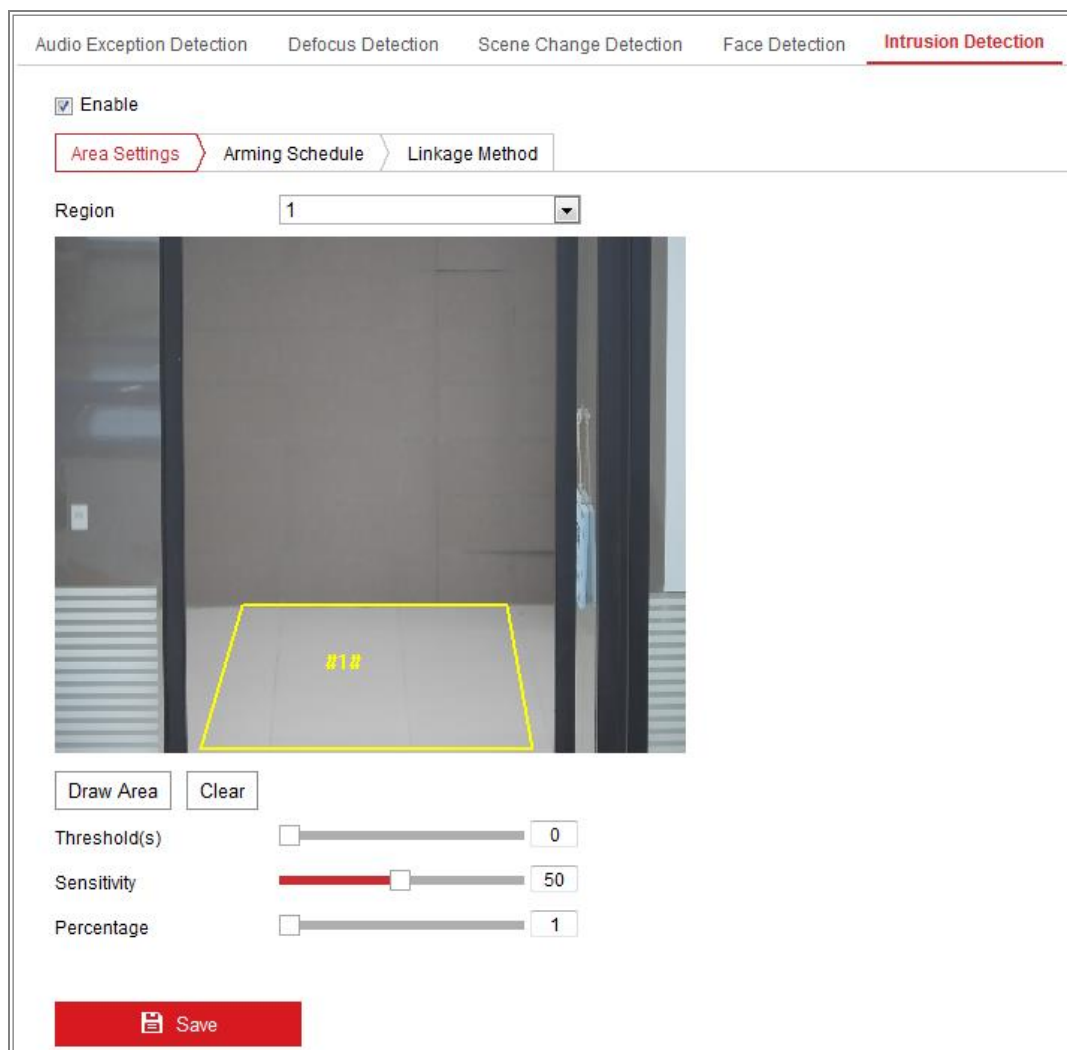 Audio Exception Detection Defocus Detection Scene Change Detection Face Detection Intrusion Detection
Enable
Area Settings Arming Schedule Linkage Method
Region 1
#1#
Draw Area Clear
Threshold(s) 0
Sensitivity 50
Percentage 1
Save